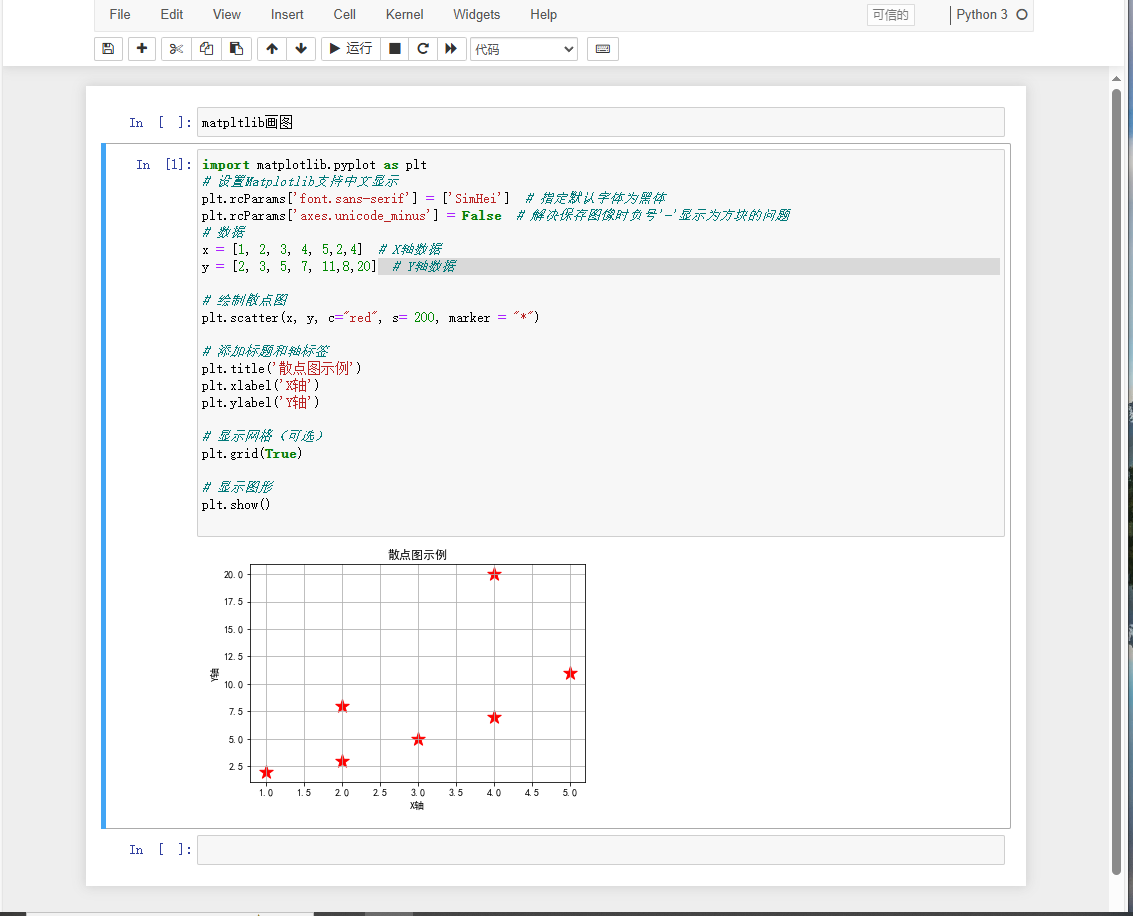 File Edit View Insert Cell Kernel Widgets Help 可信的 Python 3
运行 代码
In [ ]: matpltlib画图
In [1]: import matplotlib.pyplot as plt
# 设置Matplotlib支持中文显示
plt.rcParams['font.sans-serif'] = ['SimHei']  # 指定默认字体为黑体
plt.rcParams['axes.unicode_minus'] = False  # 解决保存图像时负号'-'显示为方块的问题
# 数据
x = [1, 2, 3, 4, 5,2,4]  # X轴数据
y = [2, 3, 5, 7, 11,8,20]  # Y轴数据
# 绘制散点图
plt.scatter(x, y, c="red", s= 200, marker = "*")
# 添加标题和轴标签
plt.title('散点图示例')
plt.xlabel('X轴')
plt.ylabel('Y轴')
# 显示网格（可选）
plt.grid(True)
# 显示图形
plt.show()
散点图示例
20.0
17.5
15.0
12.5
Y轴
10.0
7.5
5.0
2.5
1.0 1.5 2.0 2.5 3.0 3.5 4.0 4.5 5.0
X轴
In [ ]: